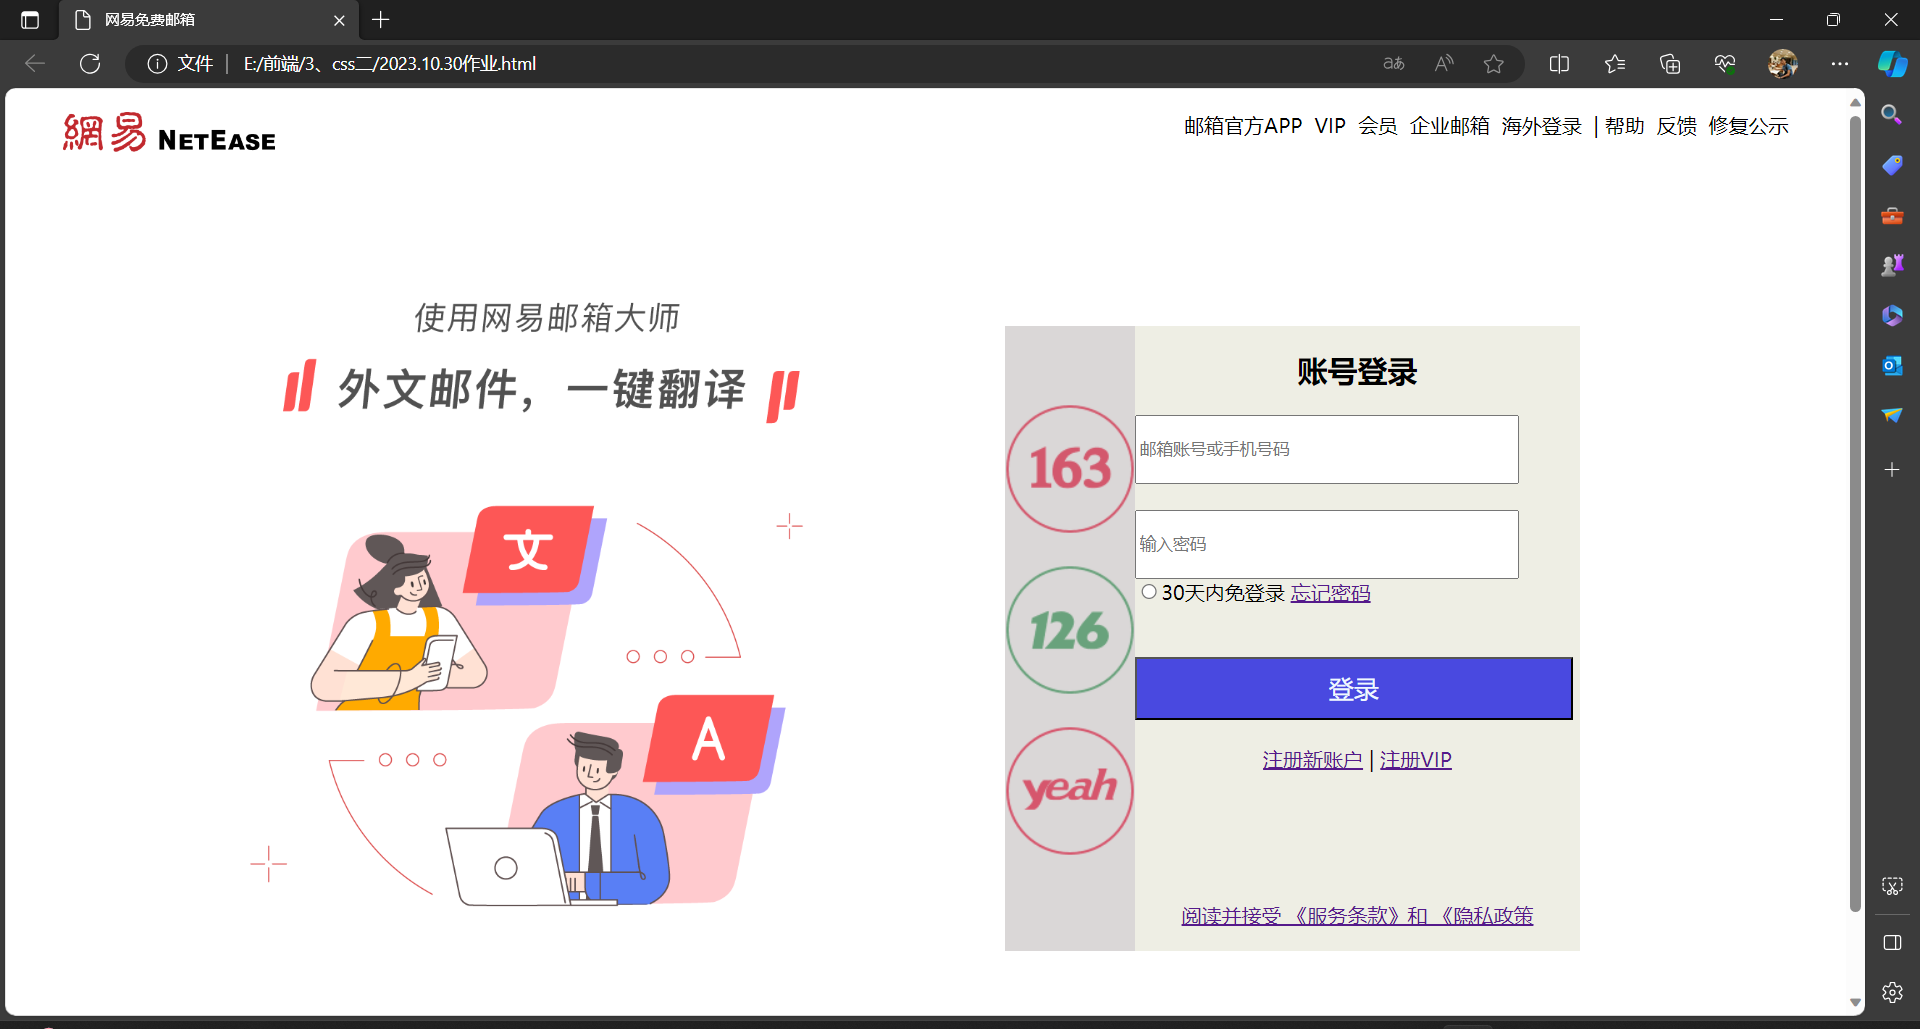 网易免费邮箱
文件 | E:/前端/3、css二/2023.10.30作业.html
網易 NETEASE
邮箱官方APP VIP 会员 企业邮箱 海外登录 | 帮助 反馈 修复公示
使用网易邮箱大师
外文邮件，一键翻译
文
A
163
126
yeah
账号登录
邮箱账号或手机号码
输入密码
30天内免登录 忘记密码
登录
注册新账户 | 注册VIP
阅读并接受 《服务条款》和 《隐私政策